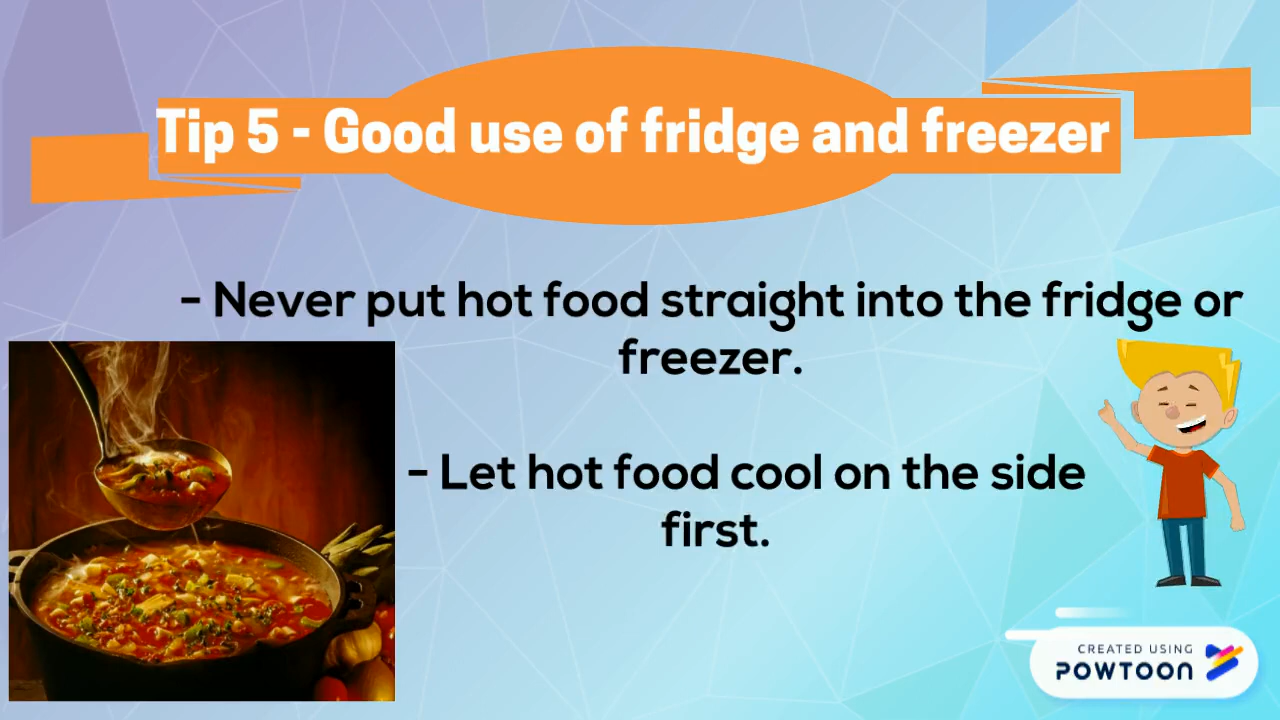 Tip 5 - Good use of fridge and freezer
- Never put hot food straight into the fridge or
freezer.
- Let hot food cool on the side
first.
CREATED USING
POWTOON